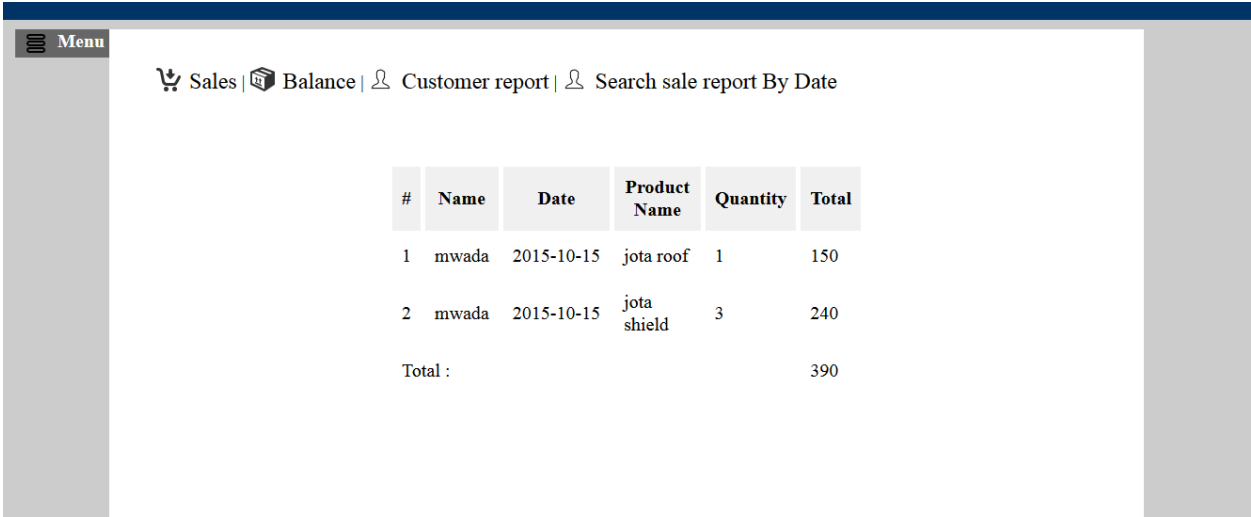 Menu
Sales | Balance | Customer report | Search sale report By Date
# Name Date Product Name Quantity Total
1 mwada 2015-10-15 jota roof 1 150
2 mwada 2015-10-15 jota shield 3 240
Total : 390